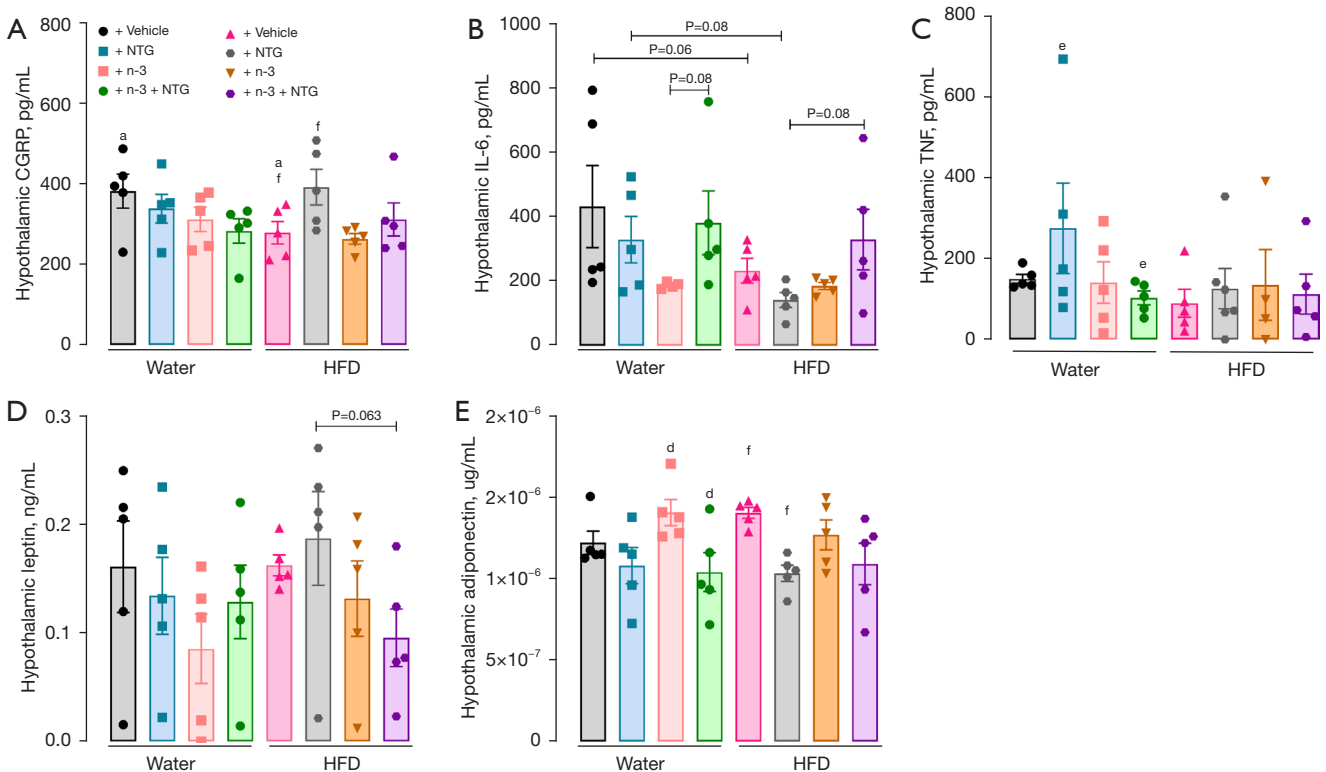 A
Hypothalamic CGRP, pg/mL
800
600
400
200
0
+ Vehicle
+ NTG
+ n-3
+ n-3 + NTG
+ Vehicle
+ NTG
+ n-3
+ n-3 + NTG
a
a
f
f
Water
HFD
B
Hypothalamic IL-6, pg/mL
1000
800
600
400
200
0
P=0.08
P=0.06
P=0.08
P=0.08
Water
HFD
C
Hypothalamic TNF, pg/mL
800
600
400
200
0
e
e
Water
HFD
D
Hypothalamic leptin, ng/mL
0.3
0.2
0.1
0.0
P=0.063
Water
HFD
E
Hypothalamic adiponectin, ug/mL
2×10⁻⁶
2×10⁻⁶
1×10⁻⁶
5×10⁻⁷
0
d
d
f
f
Water
HFD